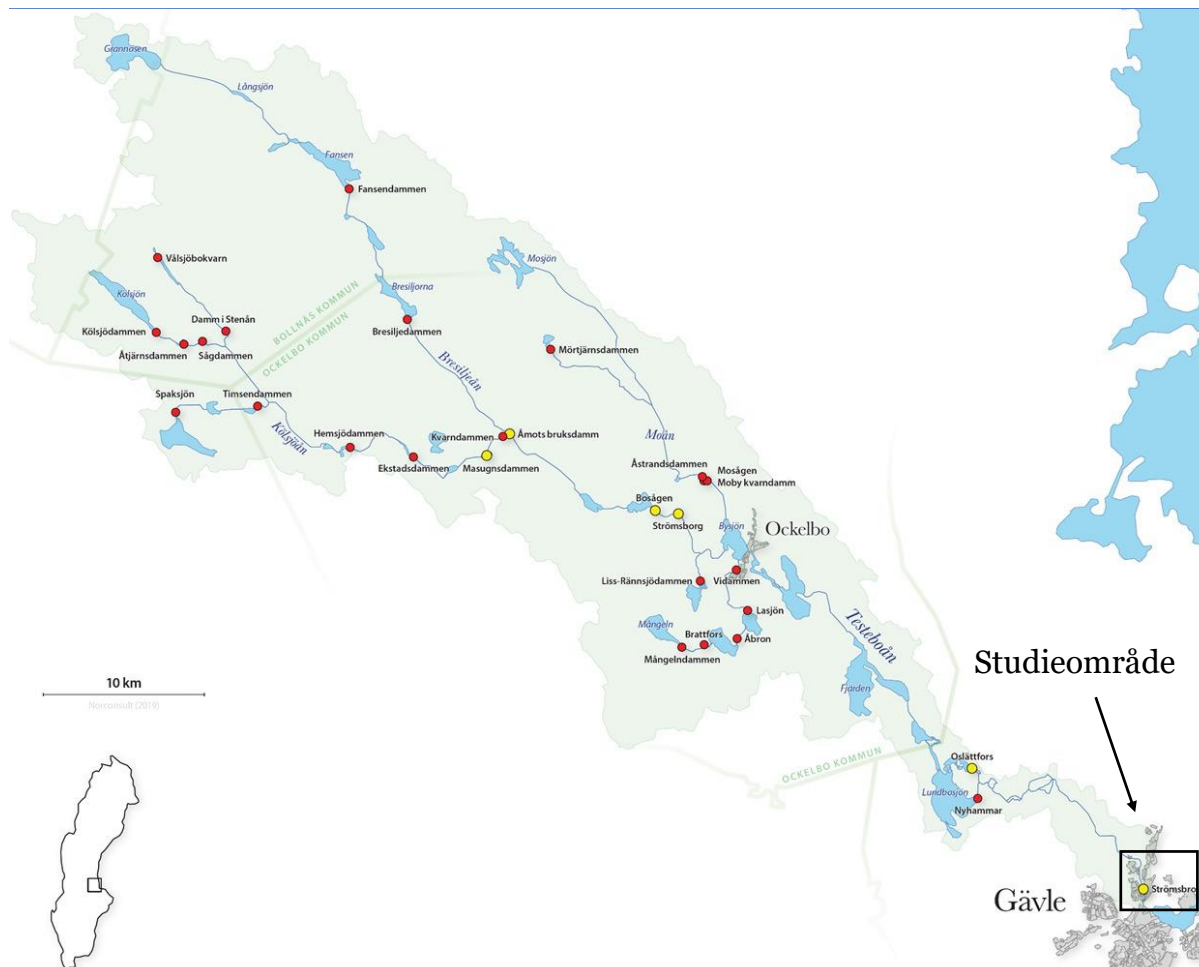 Grannåsen
Långsjön
Fansen
Fansendammen
Mosjön
Vålsjöbokvarn
Kölsjön
Bresiljorna
BOLLNÄS KOMMUN
OCKELBO KOMMUN
Damm i Stenån
Kölsjödammen
Bresiljedammen
Åtjärnsdammen
Sågdammen
Mörtjärnsdammen
Bresiljeån
Spaksjön
Timsendammen
Kölsjöån
Hemsjödammen
Kvarndammen
Åmots bruksdamm
Moån
Ekstadsdammen
Masugnsdammen
Åstrandsdammen
Mosågen
Moby kvarndamm
Bosågen
Strömsborg
Bysjön
Ockelbo
Liss-Rännsjödammen
Vidammen
Lasjön
Mångeln
Brattfors
Åbron
Mångelndammen
Testeboån
Studieområde
10 km
Norconsult (2019)
Fjärden
OCKELBO KOMMUN
Oslättfors
Lundbosjön
Nyhammar
Strömsbro
Gävle